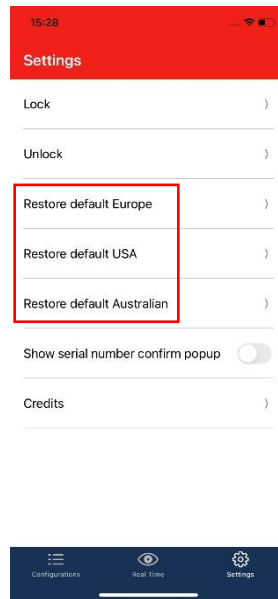 15:28
Settings
Lock
Unlock
Restore default Europe
Restore default USA
Restore default Australian
Show serial number confirm popup
Credits
Configurations Real Time Settings